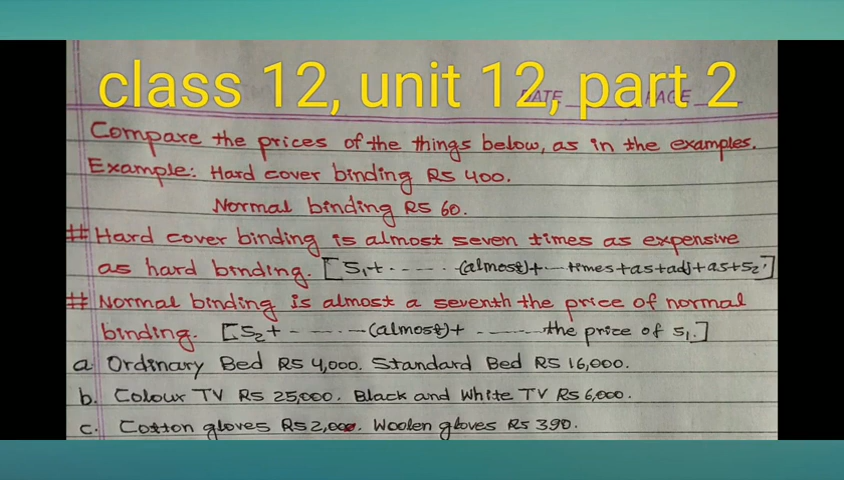 class 12, unit 12, part 2
DATE PAGE
Compare the prices of the things below, as in the examples.
Example: Hard cover binding RS 400.
Normal binding RS 60.
# Hard cover binding is almost seven times as expensive
as hard binding. [S₁+ ....... (almost)+ ... times+as+adj+as+S₂.]
# Normal binding is almost a seventh the price of normal
binding. [S₂+ ..........(almost)+ ..........the price of S₁.]
a. Ordinary Bed RS 4,000. Standard Bed RS 16,000.
b. Colour TV RS 25,000. Black and White TV RS 6,000.
c. Cotton gloves RS 2,000. Woolen gloves RS 390.